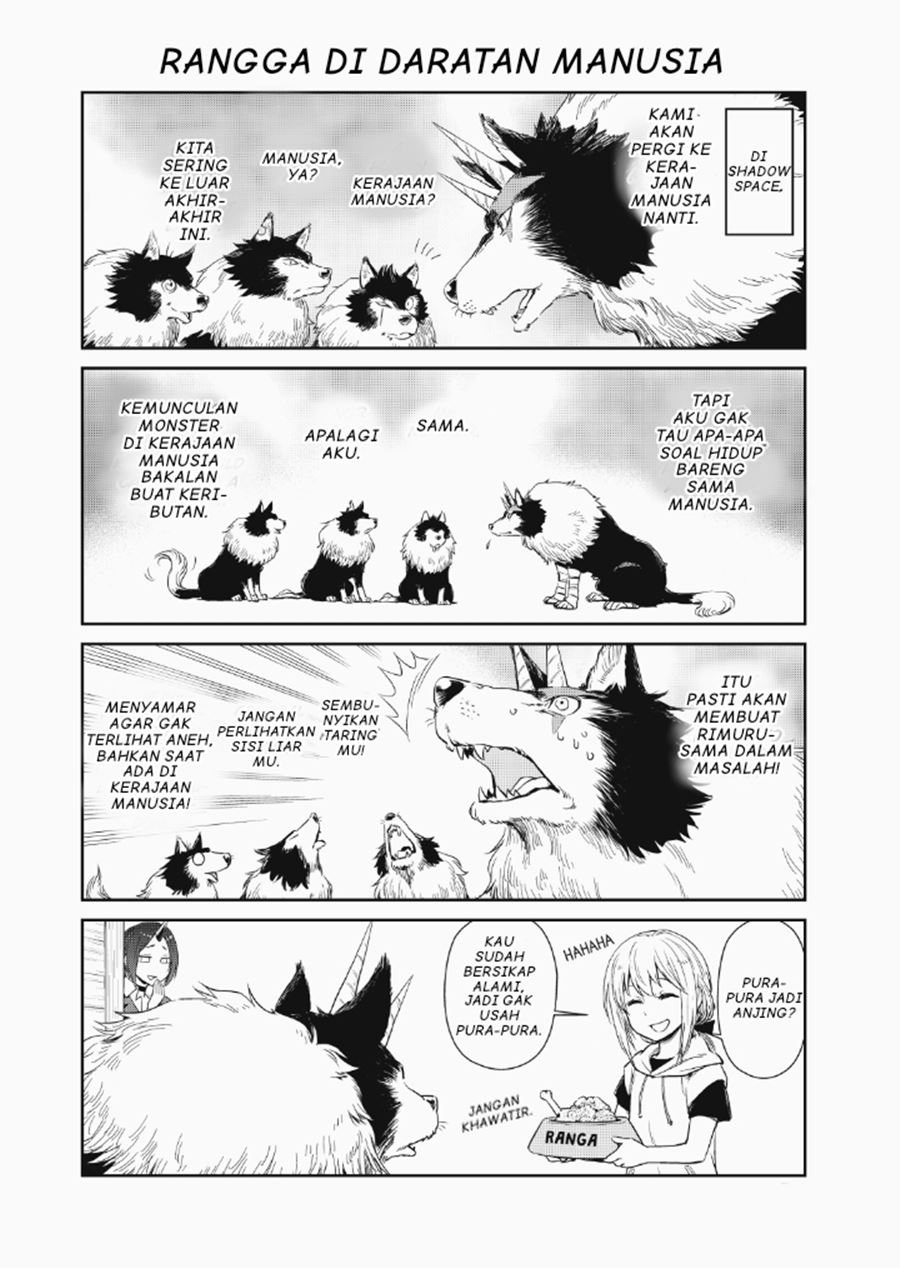 RANGGA DI DARATAN MANUSIA
DI
SHADOW
SPACE,
KAMI
AKAN
PERGI KE
KERA-
JAAN
MANUSIA
NANTI.
KERAJAAN
MANUSIA?
MANUSIA,
YA?
KITA
SERING
KE LUAR
AKHIR-
AKHIR
INI.
TAPI
AKU GAK
TAU APA-APA
SOAL HIDUP
BARENG
SAMA
MANUSIA.
SAMA.
APALAGI
AKU.
KEMUNCULAN
MONSTER
DI KERAJAAN
MANUSIA
BAKALAN
BUAT KERI-
BUTAN.
ITU
PASTI AKAN
MEMBUAT
RIMURU-
SAMA DALAM
MASALAH!
SEMBU-
NYIKAN
TARING
MU!
JANGAN
PERLIHATKAN
SISI LIAR
MU.
MENYAMAR
AGAR GAK
TERLIHAT ANEH,
BAHKAN SAAT
ADA DI
KERAJAAN
MANUSIA!
PURA-
PURA JADI
ANJING?
HAHAHA
KAU
SUDAH
BERSIKAP
ALAMI,
JADI GAK
USAH
PURA-PURA.
JANGAN
KHAWATIR.
RANGA